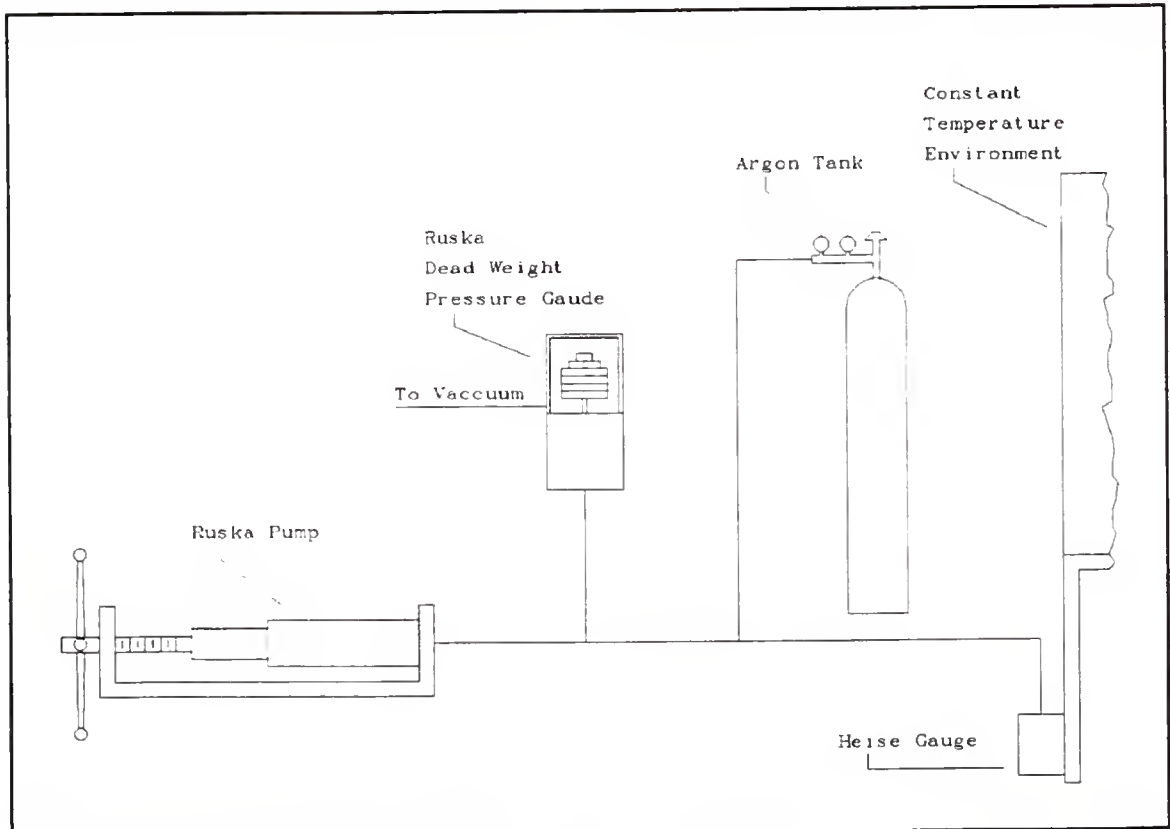 Constant
Temperature
Environment
Argon Tank
Ruska
Dead Weight
Pressure Gaude
To Vaccuum
Ruska Pump
Heise Gauge